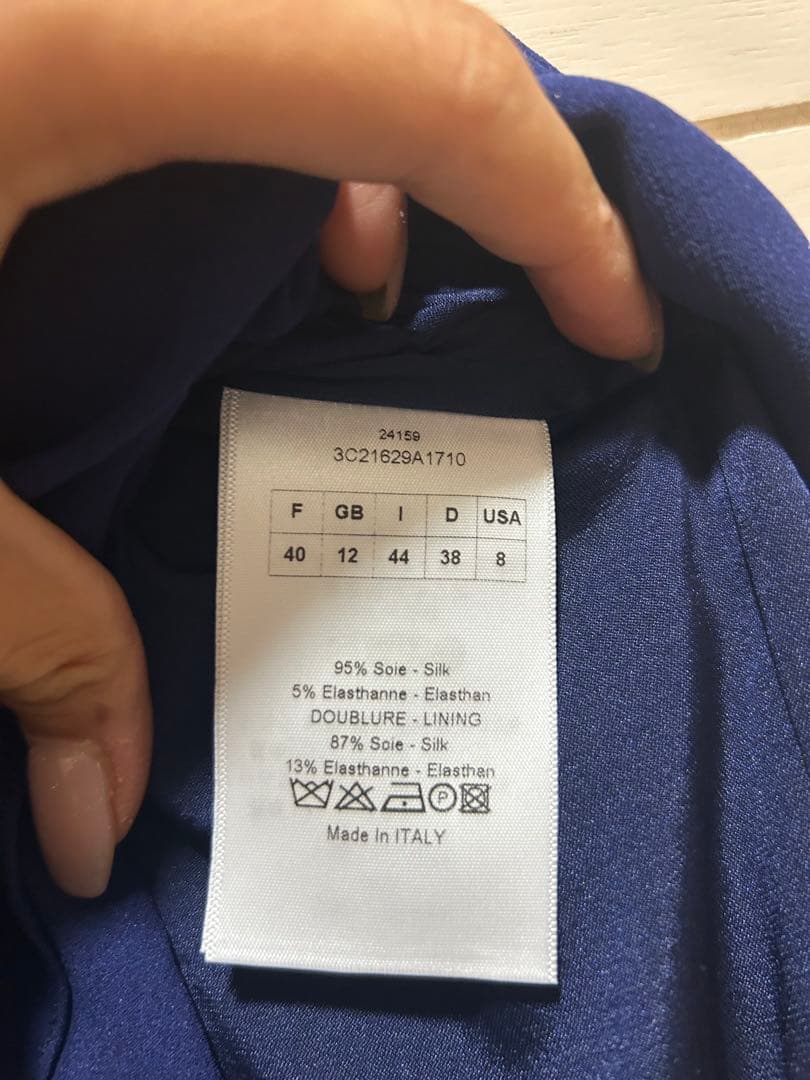 24159
3C21629A1710
F GB I D USA
40 12 44 38 8
95% Soie - Silk
5% Elasthanne - Elasthan
DOUBLURE - LINING
87% Soie - Silk
13% Elasthanne - Elasthan
P
Made In ITALY